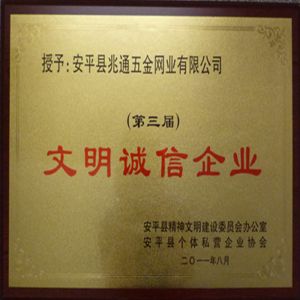 授予：安平县兆通五金网业有限公司
(第三届)
文明诚信企业
安平县精神文明建设委员会办公室
安平县个体私营企业协会
二〇一一年八月